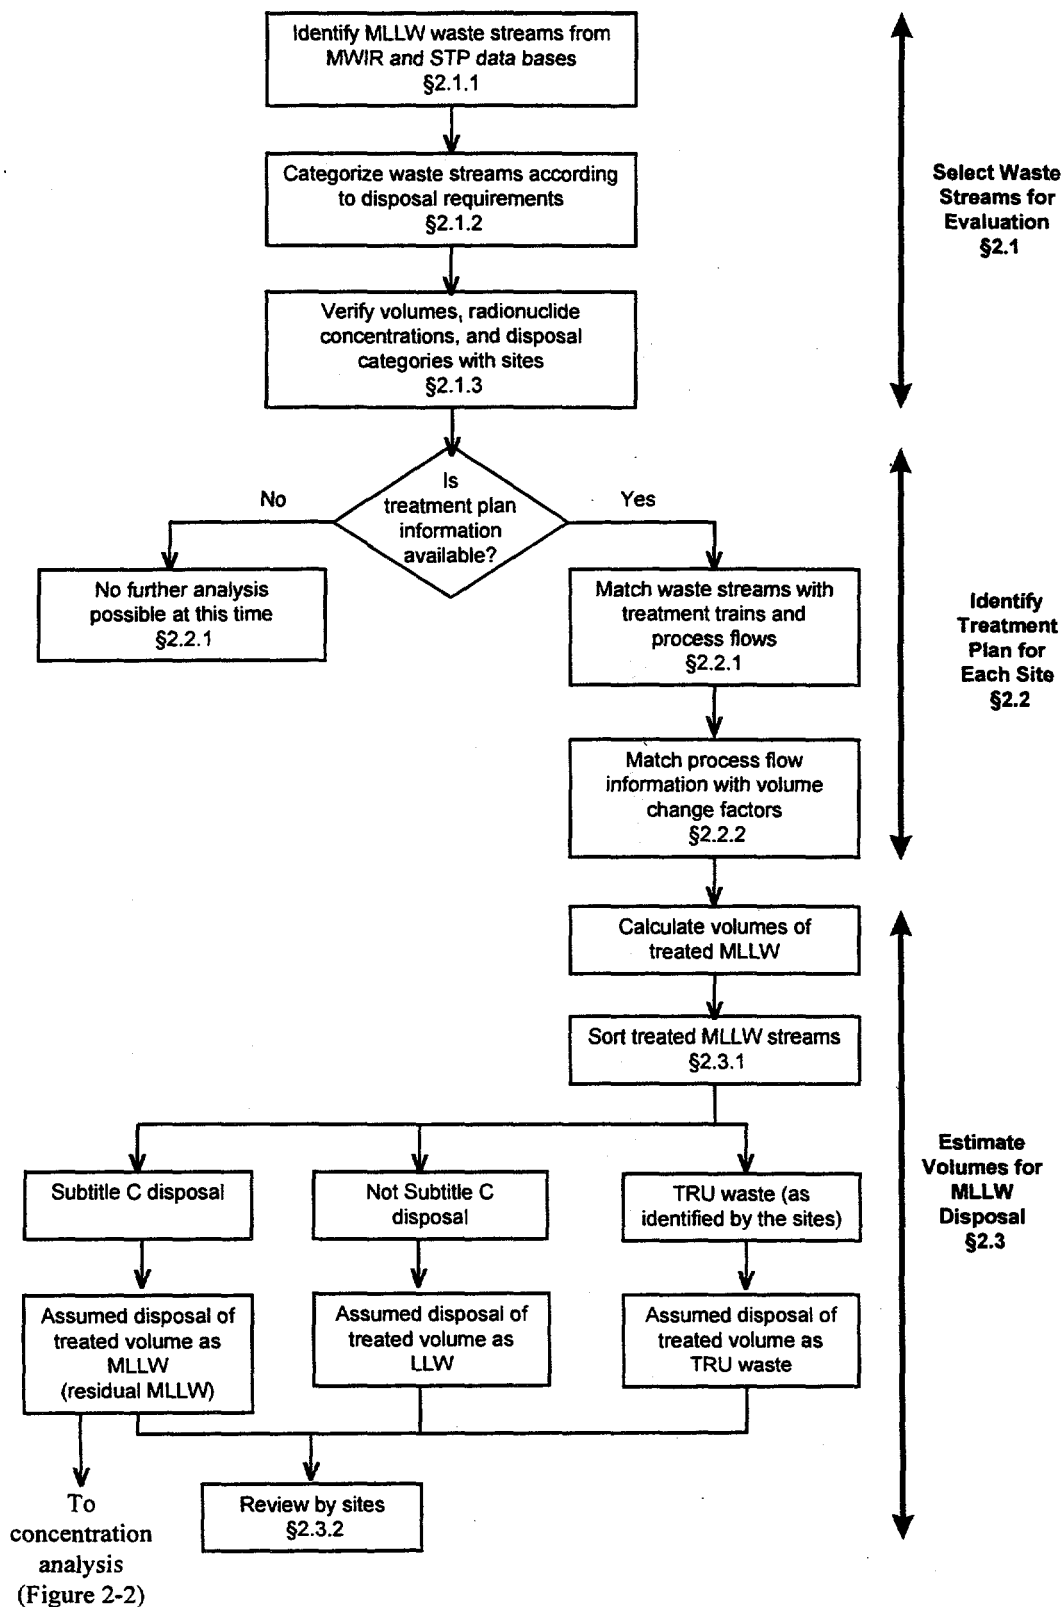 Identify MLLW waste streams from
MWIR and STP data bases
§2.1.1
Categorize waste streams according
to disposal requirements
§2.1.2
Verify volumes, radionuclide
concentrations, and disposal
categories with sites
§2.1.3
Select Waste
Streams for
Evaluation
§2.1
Is
treatment plan
information
available?
No
Yes
No further analysis
possible at this time
§2.2.1
Match waste streams with
treatment trains and
process flows
§2.2.1
Match process flow
information with volume
change factors
§2.2.2
Identify
Treatment
Plan for
Each Site
§2.2
Calculate volumes of
treated MLLW
Sort treated MLLW streams
§2.3.1
Subtitle C disposal
Not Subtitle C
disposal
TRU waste (as
identified by the sites)
Assumed disposal of
treated volume as
MLLW
(residual MLLW)
Assumed disposal of
treated volume as
LLW
Assumed disposal of
treated volume as
TRU waste
Estimate
Volumes for
MLLW
Disposal
§2.3
Review by sites
§2.3.2
To
concentration
analysis
(Figure 2-2)